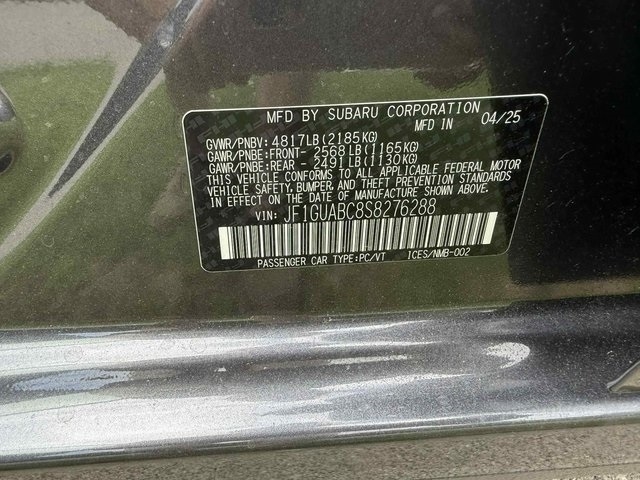 MFD BY SUBARU CORPORATION
MFD IN 04/25
GVWR/PNBV: 4817LB(2185KG)
GAWR/PNBE:FRONT- 2568LB(1165KG)
GAWR/PNBE:REAR - 2491LB(1130KG)
THIS VEHICLE CONFORMS TO ALL APPLICABLE FEDERAL MOTOR
VEHICLE SAFETY, BUMPER, AND THEFT PREVENTION STANDARDS
IN EFFECT ON THE DATE OF MANUFACTURE SHOWN ABOVE.
VIN: JF1GUABC8S8276288
PASSENGER CAR TYPE:PC/VT ICES/NMB-002